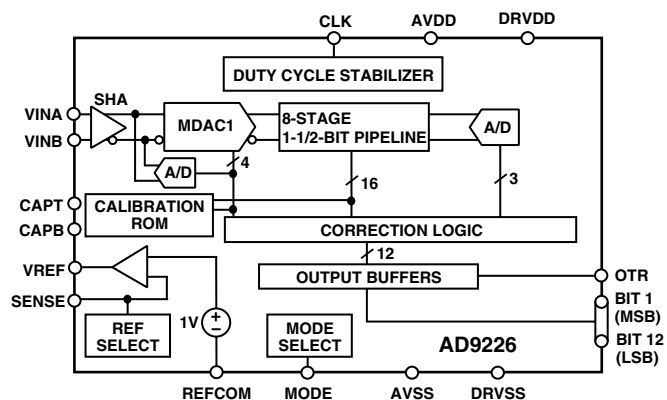 CLK
AVDD
DRVDD
DUTY CYCLE STABILIZER
SHA
VINA
VINB
MDAC1
8-STAGE
1-1/2-BIT PIPELINE
A/D
A/D
4
16
3
CAPT
CAPB
CALIBRATION
ROM
CORRECTION LOGIC
12
VREF
OUTPUT BUFFERS
OTR
SENSE
BIT 1
(MSB)
REF
SELECT
1V
+
–
MODE
SELECT
AD9226
BIT 12
(LSB)
REFCOM
MODE
AVSS
DRVSS